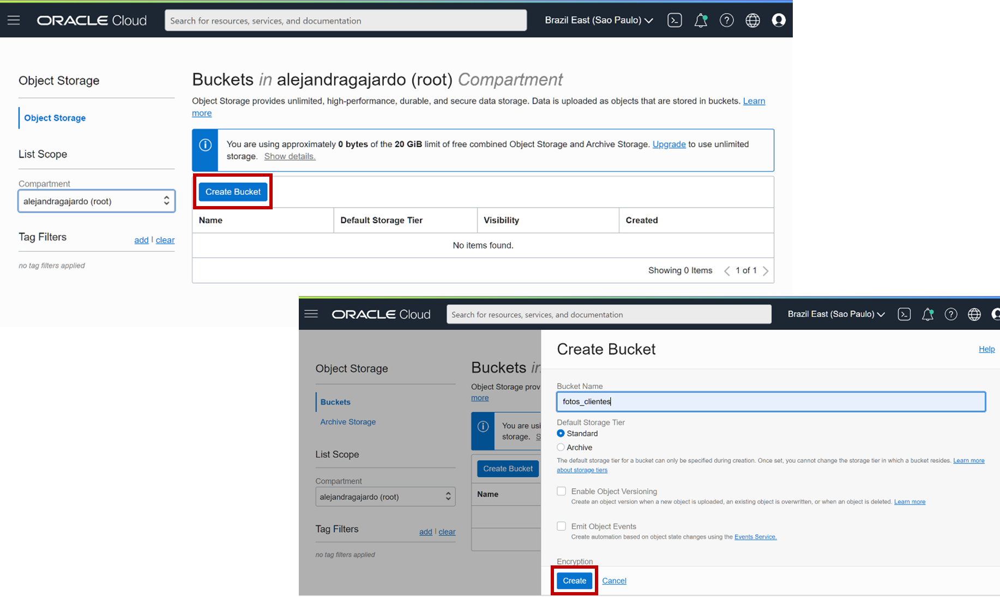 ORACLE Cloud
Search for resources, services, and documentation
Brazil East (Sao Paulo)
Object Storage
Object Storage
List Scope
Compartment
alejandragajardo (root)
Tag Filters
add | clear
no tag filters applied
Buckets in alejandragajardo (root) Compartment
Object Storage provides unlimited, high-performance, durable, and secure data storage. Data is uploaded as objects that are stored in buckets. Learn
more
You are using approximately 0 bytes of the 20 GiB limit of free combined Object Storage and Archive Storage. Upgrade to use unlimited
storage. Show details.
Create Bucket
Name Default Storage Tier Visibility Created
No items found.
Showing 0 Items < 1 of 1 >
ORACLE Cloud
Search for resources, services, and documentation
Brazil East (Sao Paulo)
Object Storage
Buckets
Archive Storage
List Scope
Compartment
alejandragajardo (root)
Tag Filters
add | clear
no tag filters applied
Buckets in
Object Storage prov
more
You are usi
storage. S
Create Bucket
Name
Create Bucket
Help
Bucket Name
fotos_clientes
Default Storage Tier
Standard
Archive
The default storage tier for a bucket can only be specified during creation. Once set, you cannot change the storage tier in which a bucket resides. Learn more
about storage tiers
Enable Object Versioning
Create an object version when a new object is uploaded, an existing object is overwritten, or when an object is deleted. Learn more
Emit Object Events
Create automation based on object state changes using the Events Service.
Encryption
Create Cancel